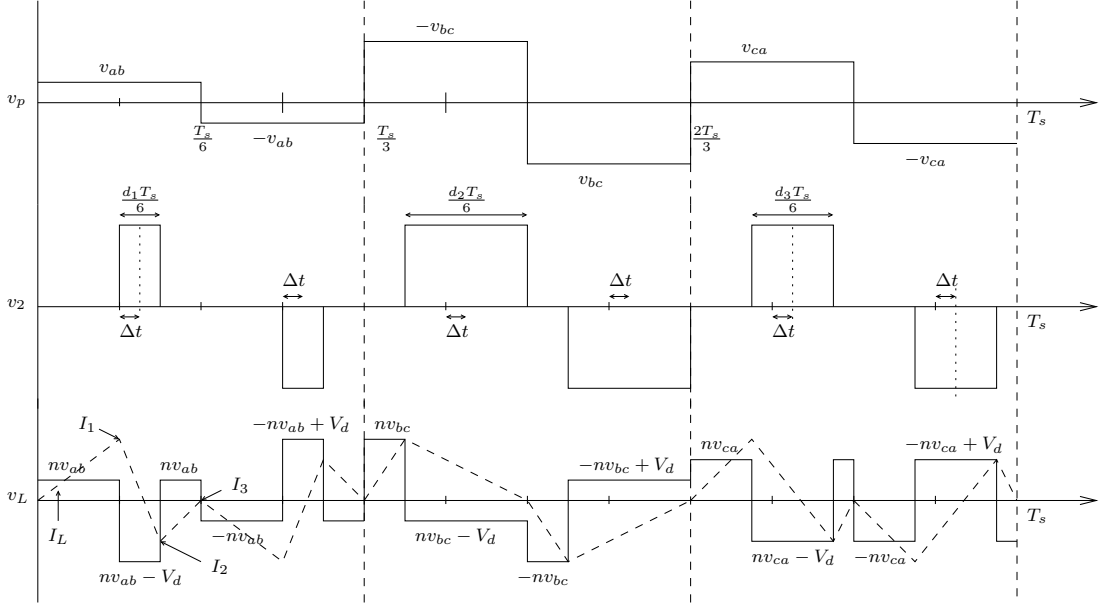 −v_bc
v_ca
v_ab
v_p
T_s
T_s/6
−v_ab
T_s/3
2T_s/3
−v_ca
v_bc
d_1T_s/6
d_2T_s/6
d_3T_s/6
Δt
Δt
Δt
v_2
T_s
Δt
Δt
Δt
I_1
−nv_ab + V_d
nv_bc
nv_ca
−nv_ca + V_d
nv_ab
nv_ab
−nv_bc + V_d
I_3
v_L
T_s
I_L
−nv_ab
nv_bc − V_d
nv_ca − V_d
−nv_ca
I_2
nv_ab − V_d
−nv_bc